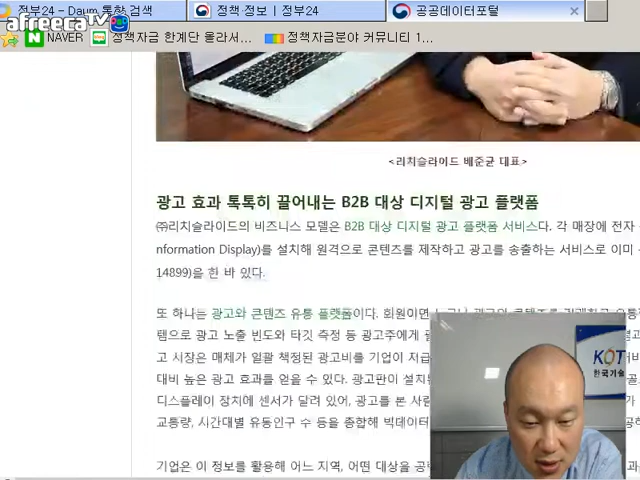 정부24 - Daum 통합 검색
정책·정보 | 정부24
공공데이터포털
afreecaTV
NAVER
정책자금 한계단 올라서...
정책자금분야 커뮤니티 1...
<리치슬라이드 배준균 대표>
광고 효과 톡톡히 끌어내는 B2B 대상 디지털 광고 플랫폼
㈜리치슬라이드의 비즈니스 모델은 B2B 대상 디지털 광고 플랫폼 서비스다. 각 매장에 전자
nformation Display)를 설치해 원격으로 콘텐츠를 제작하고 광고를 송출하는 서비스로 이미
14899)을 한 바 있다.
또 하나는 광고와 콘텐츠 유통 플랫폼이다. 회원이면
템으로 광고 노출 빈도와 타깃 측정 등 광고주에게
고 시장은 매체가 일괄 책정된 광고비를 기업이 지급
대비 높은 광고 효과를 얻을 수 있다. 광고판이 설치
디스플레이 장치에 센서가 달려 있어, 광고를 본 사람
교통량, 시간대별 유동인구 수 등을 종합해 빅데이터
기업은 이 정보를 활용해 어느 지역, 어떤 대상을 공략
KOT
한국기술